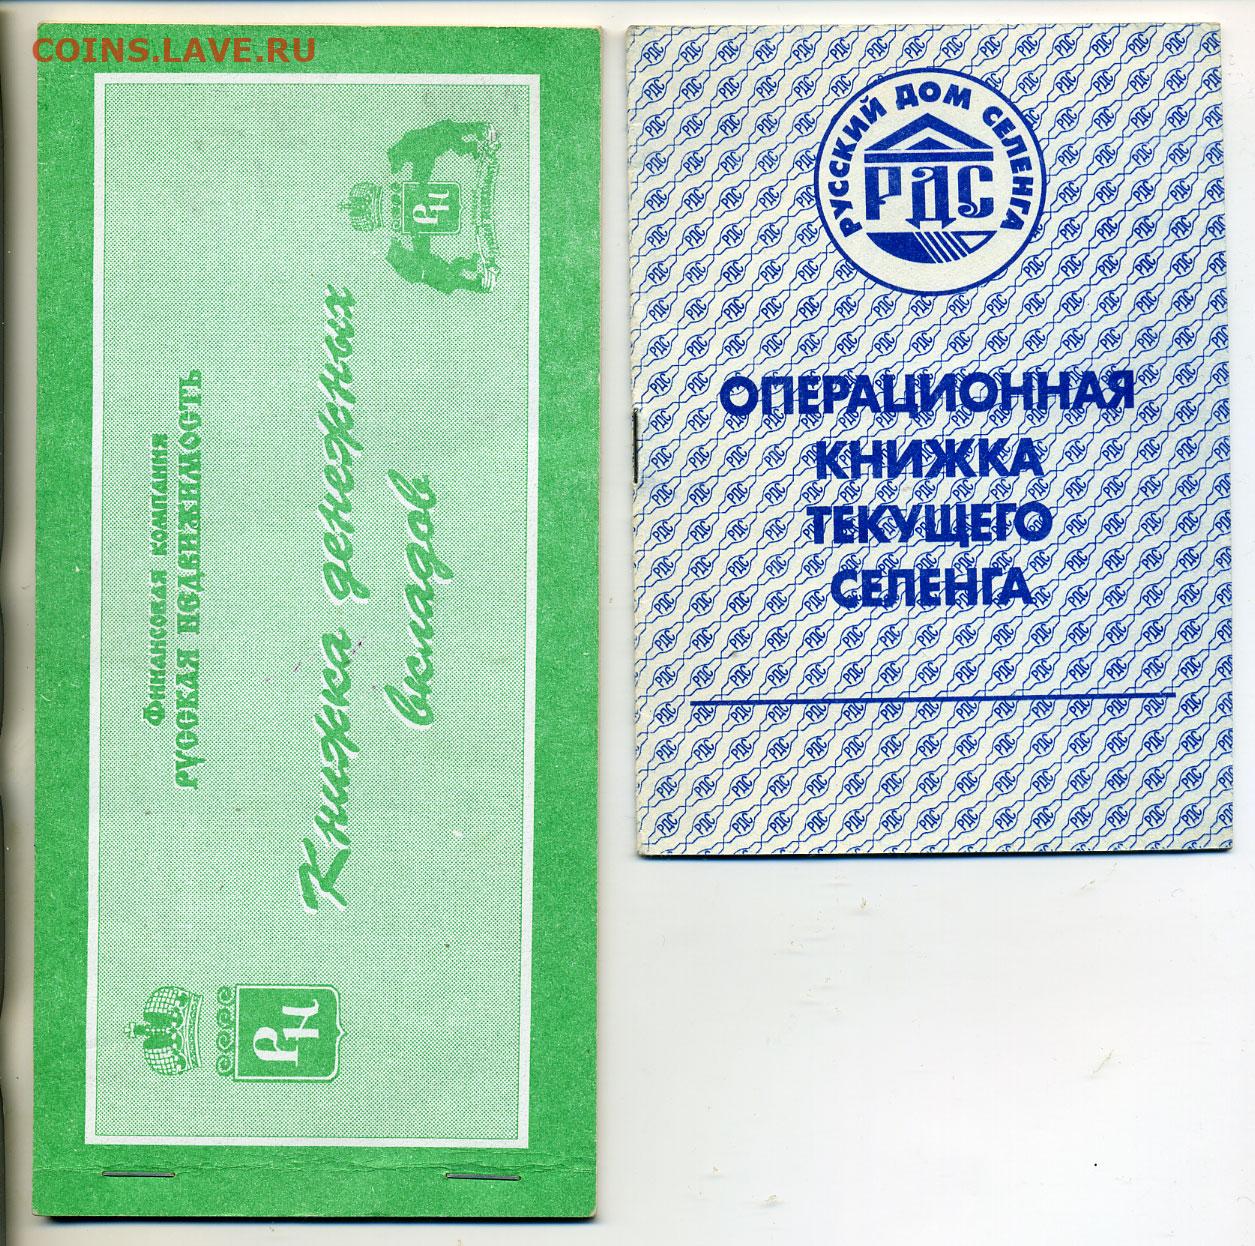 COINS.LAVE.RU
Финансовая компания
РУССКАЯ НЕДВИЖИМОСТЬ
Книжка денежных
вкладов
РН
РН
РУССКИЙ ДОМ СЕЛЕНГА
РДС
ОПЕРАЦИОННАЯ
КНИЖКА
ТЕКУЩЕГО
СЕЛЕНГА